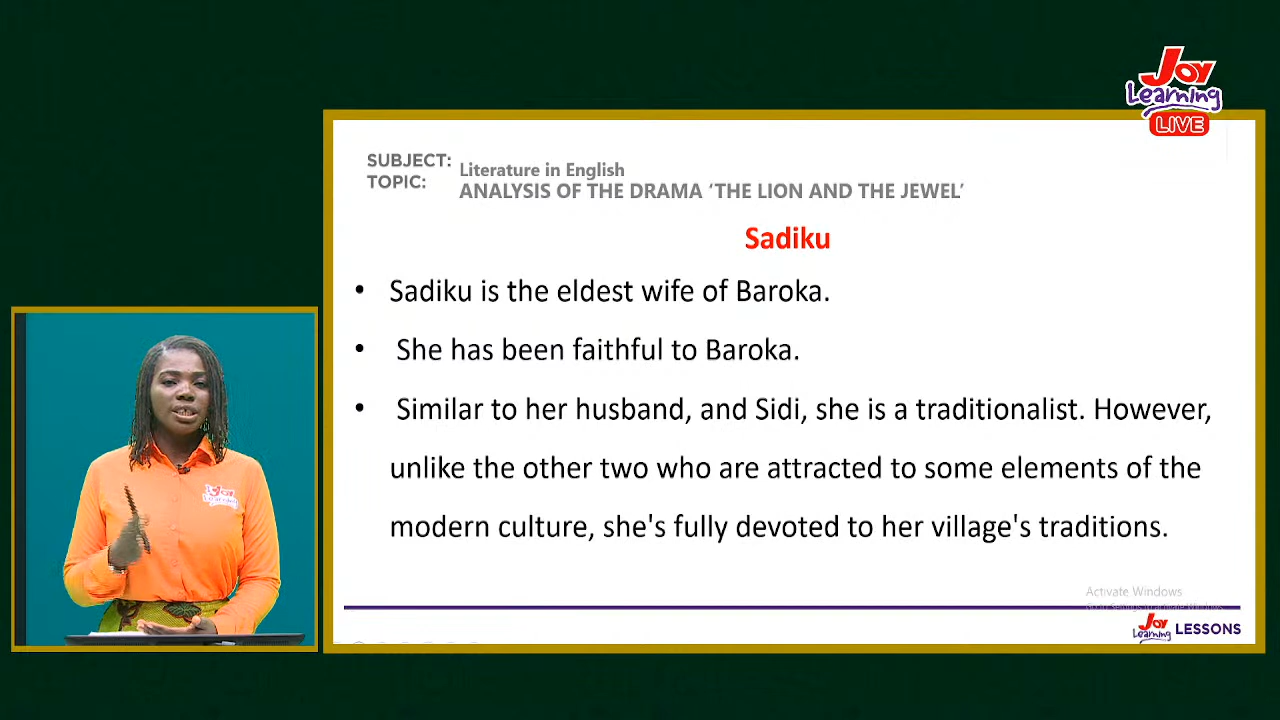 Joy
Learning
LIVE
SUBJECT: Literature in English
TOPIC: ANALYSIS OF THE DRAMA ‘THE LION AND THE JEWEL’
Sadiku
• Sadiku is the eldest wife of Baroka.
• She has been faithful to Baroka.
• Similar to her husband, and Sidi, she is a traditionalist. However,
unlike the other two who are attracted to some elements of the
modern culture, she's fully devoted to her village's traditions.
Activate Windows
Joy
Learning LESSONS